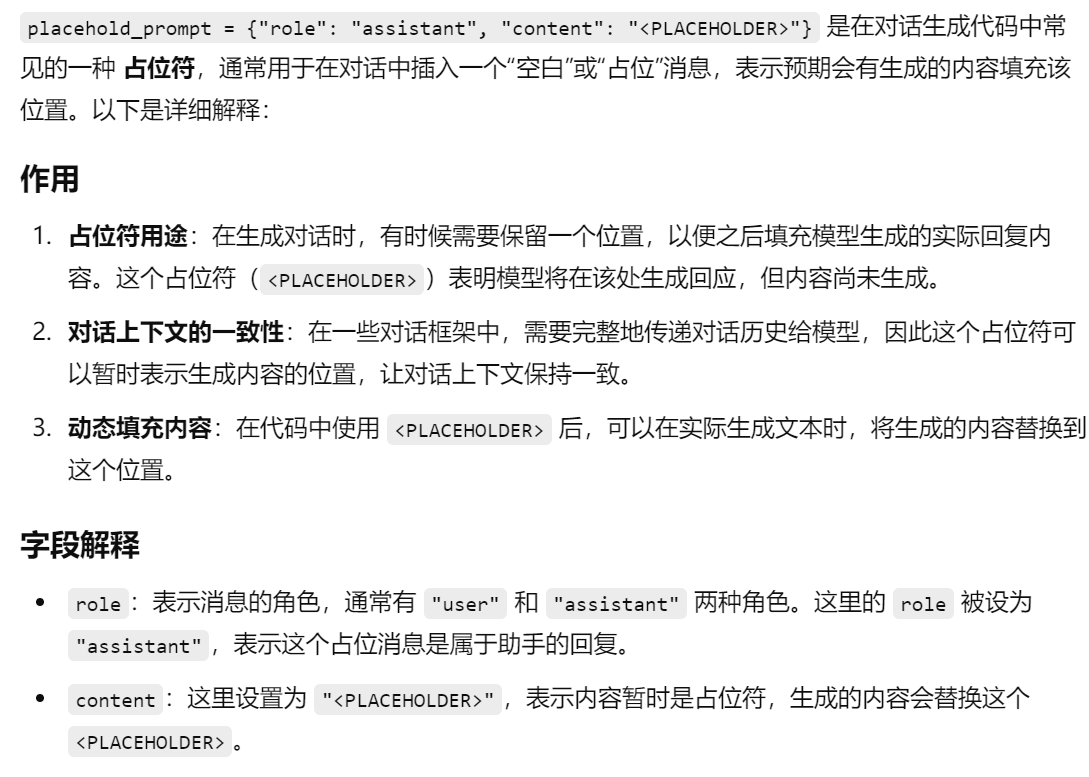 placehold_prompt = {"role": "assistant", "content": "<PLACEHOLDER>"} 是在对话生成代码中常
见的一种 占位符，通常用于在对话中插入一个“空白”或“占位”消息，表示预期会有生成的内容填充该
位置。以下是详细解释：
作用
1. 占位符用途：在生成对话时，有时候需要保留一个位置，以便之后填充模型生成的实际回复内
容。这个占位符（<PLACEHOLDER>）表明模型将在该处生成回应，但内容尚未生成。
2. 对话上下文的一致性：在一些对话框架中，需要完整地传递对话历史给模型，因此这个占位符可
以暂时表示生成内容的位置，让对话上下文保持一致。
3. 动态填充内容：在代码中使用 <PLACEHOLDER> 后，可以在实际生成文本时，将生成的内容替换到
这个位置。
字段解释
• role：表示消息的角色，通常有 "user" 和 "assistant" 两种角色。这里的 role 被设为
"assistant"，表示这个占位消息是属于助手的回复。
• content：这里设置为 "<PLACEHOLDER>"，表示内容暂时是占位符，生成的内容会替换这个
<PLACEHOLDER>。